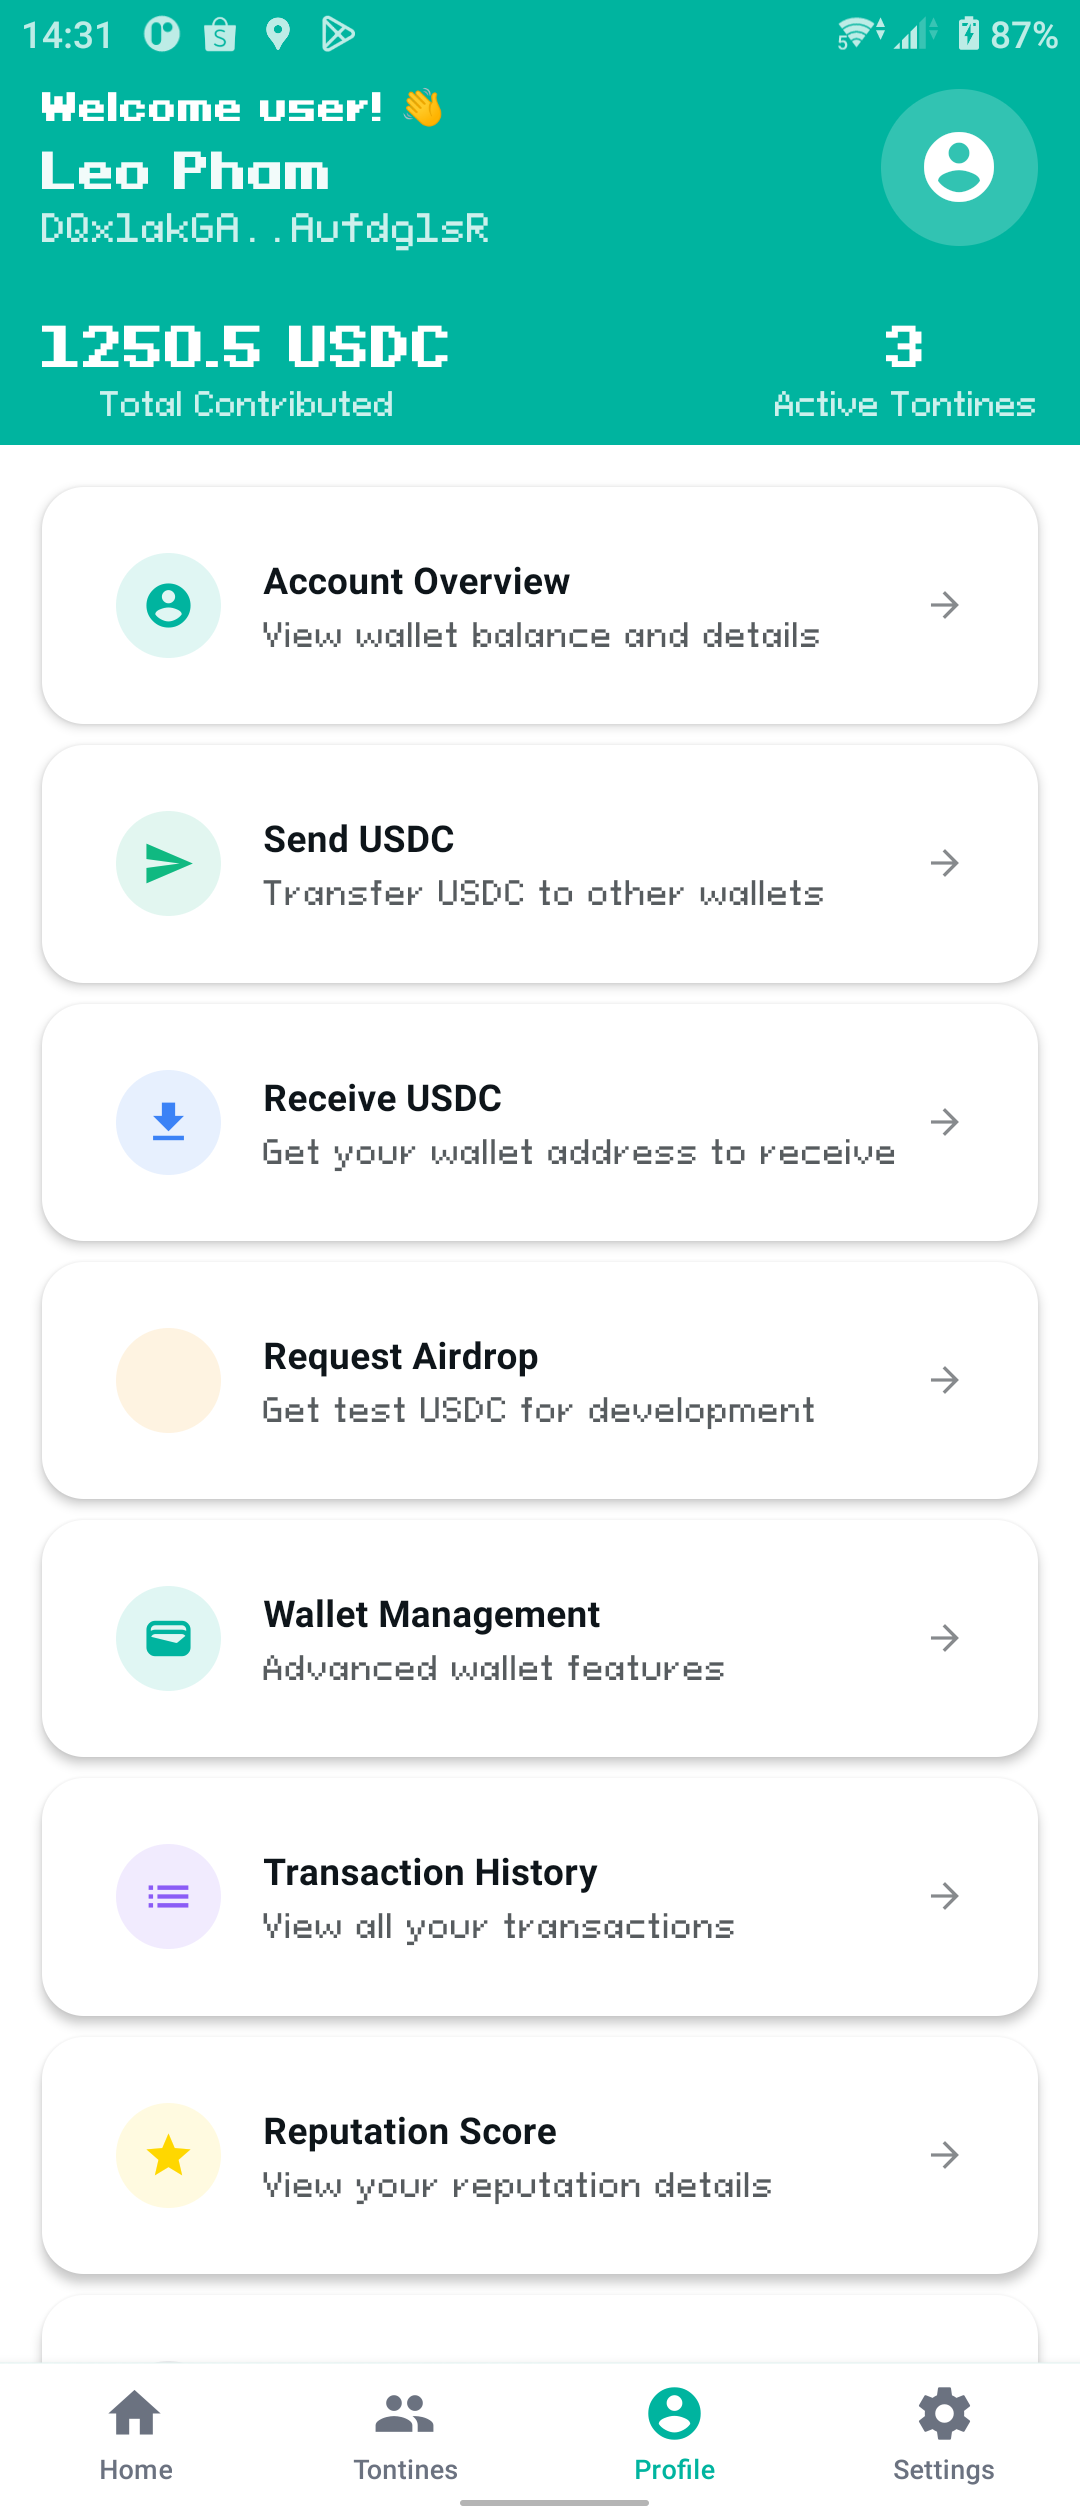 14:31
87%
Welcome user! 👋
Leo Pham
DQx1akGA..Aufdg1sR
1250.5 USDC
3
Total Contributed
Active Tontines
Account Overview
View wallet balance and details
Send USDC
Transfer USDC to other wallets
Receive USDC
Get your wallet address to receive
Request Airdrop
Get test USDC for development
Wallet Management
Advanced wallet features
Transaction History
View all your transactions
Reputation Score
View your reputation details
Home
Tontines
Profile
Settings